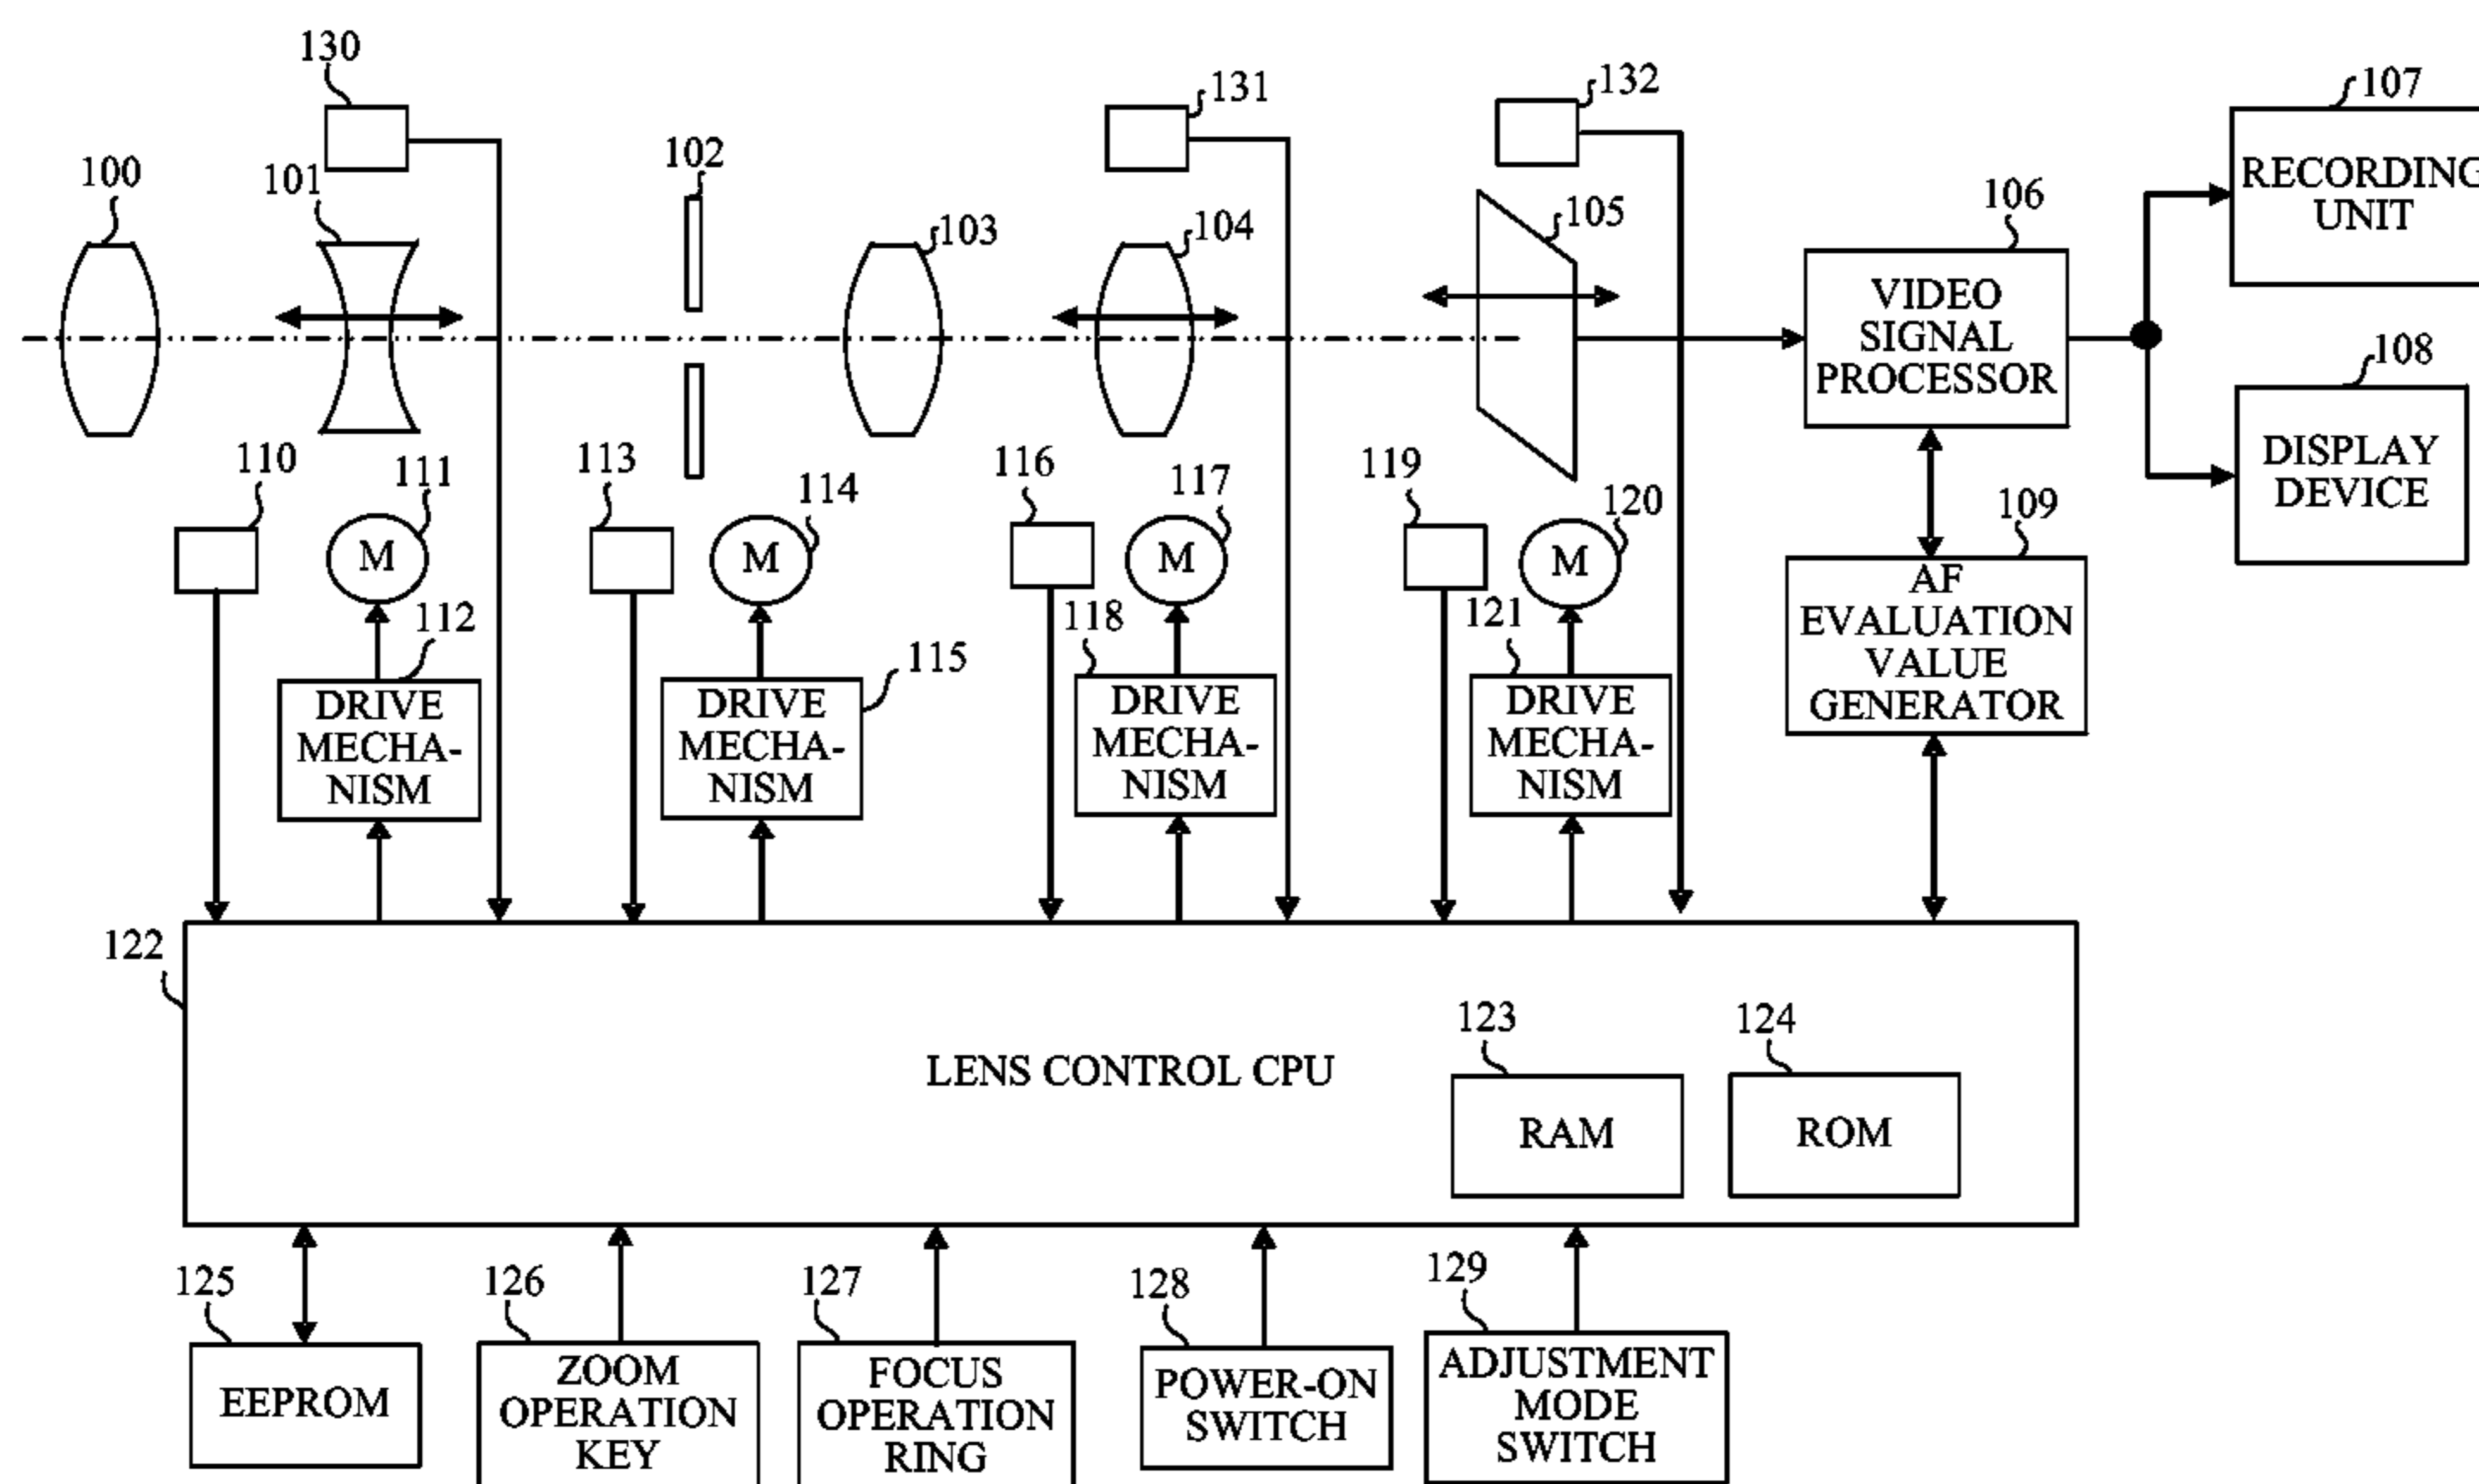 130
131
132
107
100
101
102
103
104
105
106
RECORDING
UNIT
VIDEO
SIGNAL
PROCESSOR
108
DISPLAY
DEVICE
110
111
113
114
116
117
119
120
109
M
M
M
M
AF
EVALUATION
VALUE
GENERATOR
112
115
118
121
DRIVE
MECHA-
NISM
DRIVE
MECHA-
NISM
DRIVE
MECHA-
NISM
DRIVE
MECHA-
NISM
122
LENS CONTROL CPU
123
124
RAM
ROM
125
126
127
128
129
EEPROM
ZOOM
OPERATION
KEY
FOCUS
OPERATION
RING
POWER-ON
SWITCH
ADJUSTMENT
MODE
SWITCH